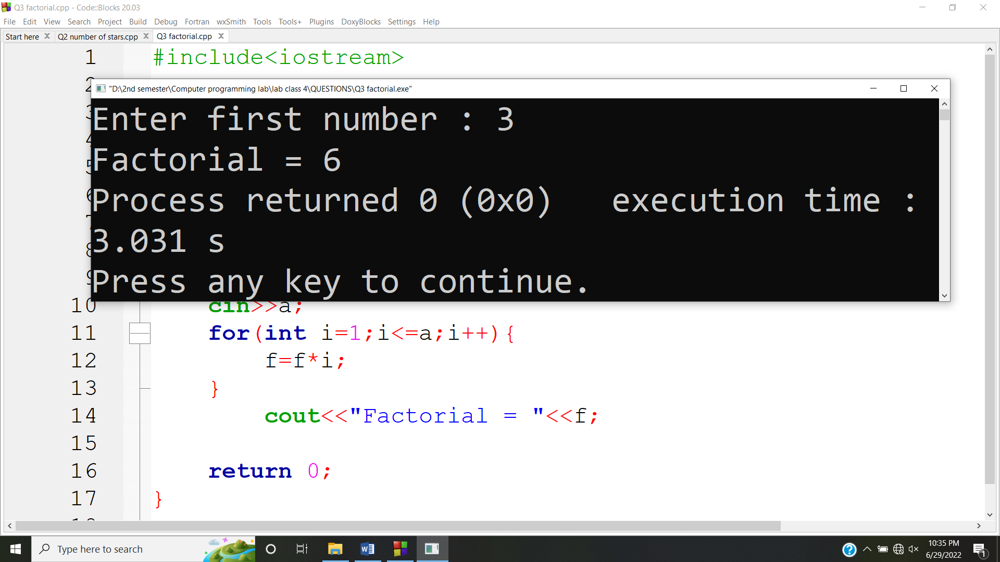 Q3 factorial.cpp - Code::Blocks 20.03
File Edit View Search Project Build Debug Fortran wxSmith Tools Tools+ Plugins DoxyBlocks Settings Help
Start here Q2 number of stars.cpp Q3 factorial.cpp
1 #include<iostream>
2
"D:\2nd semester\Computer programming lab\lab class 4\QUESTIONS\Q3 factorial.exe"
Enter first number : 3
Factorial = 6
Process returned 0 (0x0)   execution time :
3.031 s
Press any key to continue.
10 cin>>a;
11 for(int i=1;i<=a;i++){
12 f=f*i;
13 }
14 cout<<"Factorial = "<<f;
15
16 return 0;
17 }
Type here to search
10:35 PM
6/29/2022
1